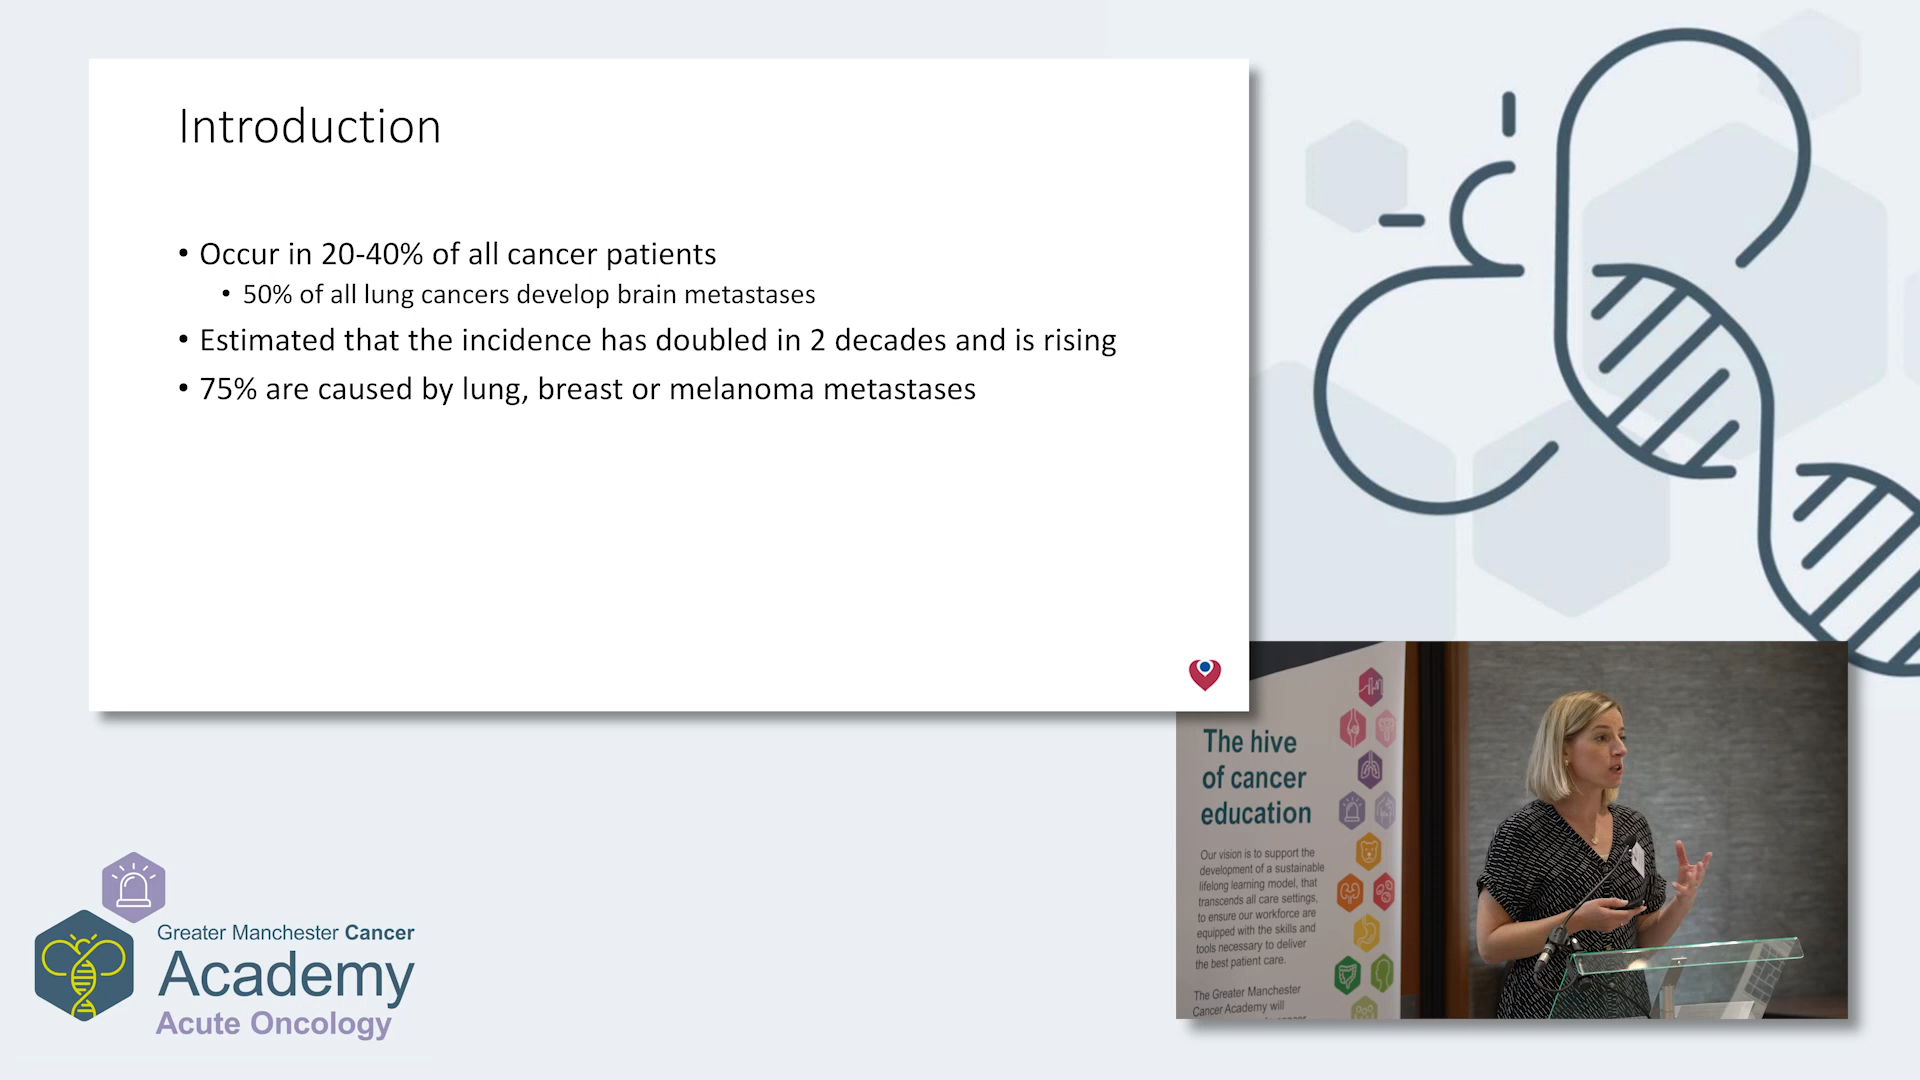 Introduction
• Occur in 20-40% of all cancer patients
• 50% of all lung cancers develop brain metastases
• Estimated that the incidence has doubled in 2 decades and is rising
• 75% are caused by lung, breast or melanoma metastases
The hive
of cancer
education
Our vision is to support the
development of a sustainable
lifelong learning model, that
transcends all care settings,
to ensure our workforce are
equipped with the skills and
tools necessary to deliver
the best patient care.
The Greater Manchester
Cancer Academy will
Greater Manchester Cancer
Academy
Acute Oncology